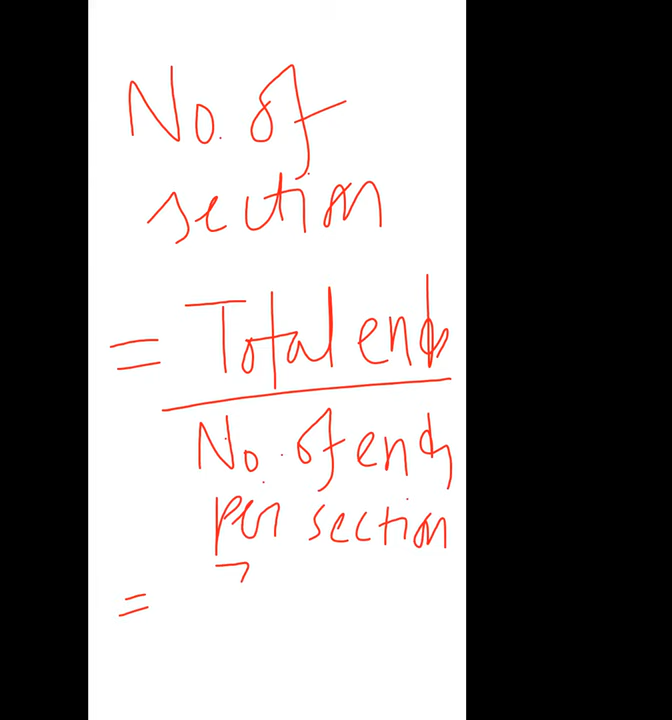 No. of
section
= Total ends
No. of ends
per section
=